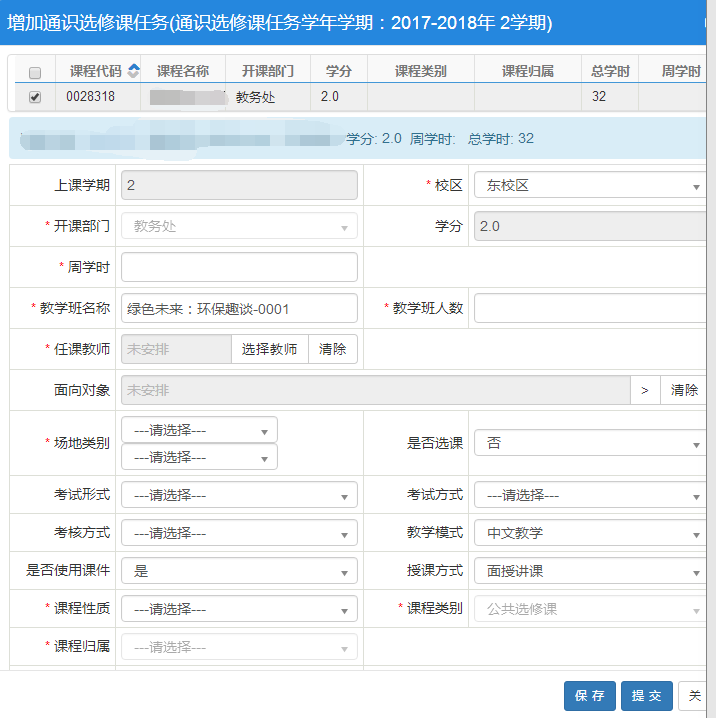 增加通识选修课任务(通识选修课任务学年学期：2017-2018年 2学期)
课程代码 课程名称 开课部门 学分 课程类别 课程归属 总学时 周学时
0028318 教务处 2.0 32
学分: 2.0 周学时: 总学时: 32
上课学期 2 * 校区 东校区
* 开课部门 教务处 学分 2.0
* 周学时
* 教学班名称 绿色未来：环保趣谈-0001 * 教学班人数
* 任课教师 未安排 选择教师 清除
面向对象 未安排 > 清除
* 场地类别 ---请选择--- 是否选课 否
---请选择---
考试形式 ---请选择--- 考试方式 ---请选择---
考核方式 ---请选择--- 教学模式 中文教学
是否使用课件 是 授课方式 面授讲课
* 课程性质 ---请选择--- * 课程类别 公共选修课
* 课程归属 ---请选择---
保 存 提 交 关